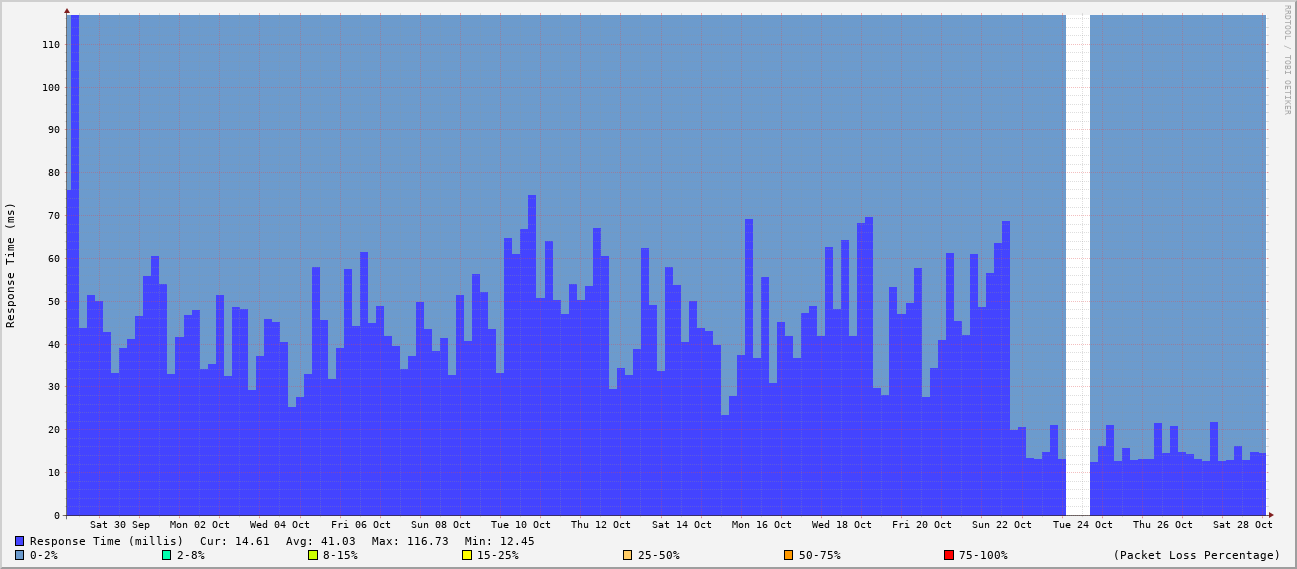 RRDTOOL / TOBI OETIKER
Response Time (ms)
110
100
90
80
70
60
50
40
30
20
10
0
Sat 30 Sep Mon 02 Oct Wed 04 Oct Fri 06 Oct Sun 08 Oct Tue 10 Oct Thu 12 Oct Sat 14 Oct Mon 16 Oct Wed 18 Oct Fri 20 Oct Sun 22 Oct Tue 24 Oct Thu 26 Oct Sat 28 Oct
Response Time (millis) Cur: 14.61 Avg: 41.03 Max: 116.73 Min: 12.45
0-2% 2-8% 8-15% 15-25% 25-50% 50-75% 75-100% (Packet Loss Percentage)